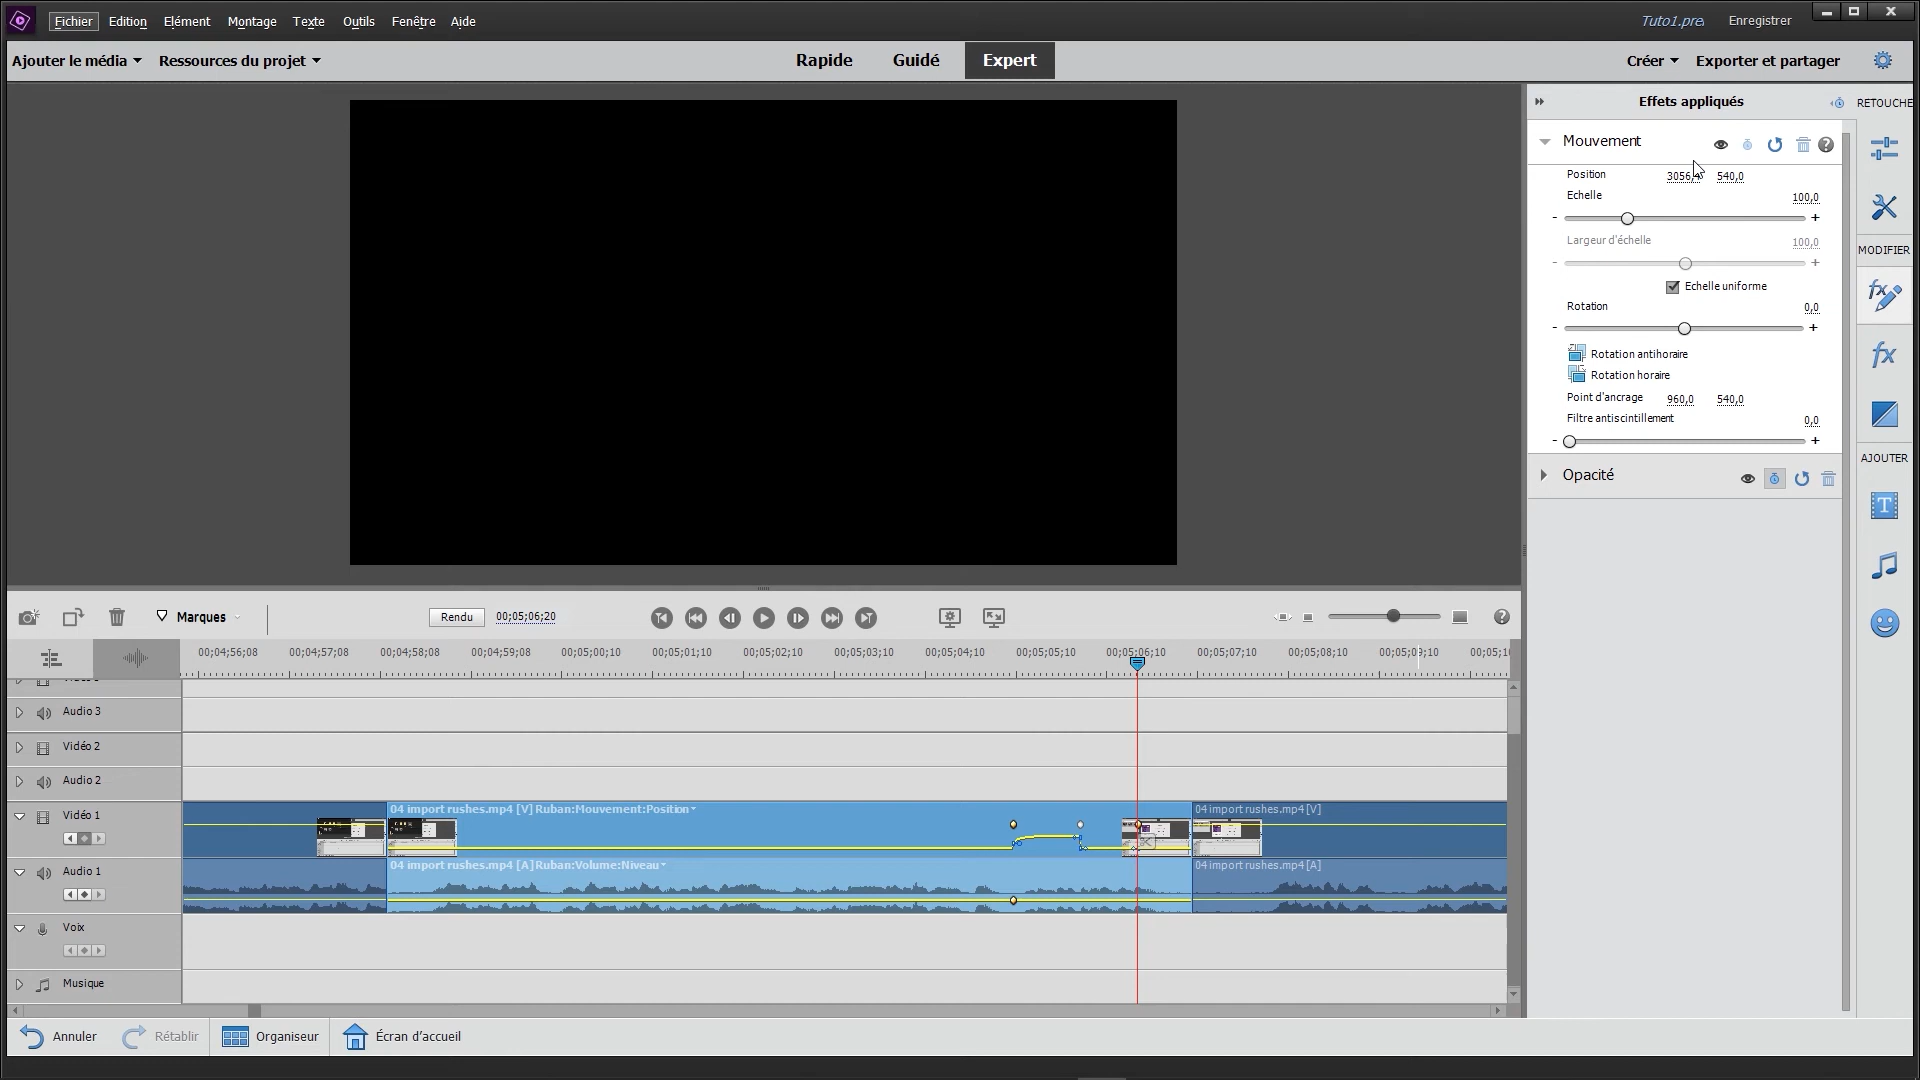 Fichier Edition Elément Montage Texte Outils Fenêtre Aide Tuto1.pre Enregistrer
Ajouter le média Ressources du projet Rapide Guidé Expert Créer Exporter et partager
Effets appliqués RETOUCHE
Mouvement
Position 540,0
Echelle
100,0
Largeur d'échelle
100,0
MODIFIER
Echelle uniforme
Rotation 0,0
Rotation antihoraire
Rotation horaire
Point d'ancrage 960,0 540,0
Filtre antiscintillement
0,0
AJOUTER
Opacité
Marques Rendu 00;05;06;20
00;04;56;08 00;04;57;08 00;04;58;08 00;04;59;08 00;05;00;10 00;05;01;10 00;05;02;10 00;05;03;10 00;05;04;10 00;05;05;10 00;05;06;10 00;05;07;10 00;05;08;10 00;05;09;10
Audio 3
Vidéo 2
Audio 2
Vidéo 1
04 import rushes.mp4 [V] Ruban:Mouvement:Position
04 import rushes.mp4 [V]
Audio 1
04 import rushes.mp4 [A] Ruban:Volume:Niveau
04 import rushes.mp4 [A]
Voix
Musique
Annuler Rétablir Organiseur Écran d'accueil